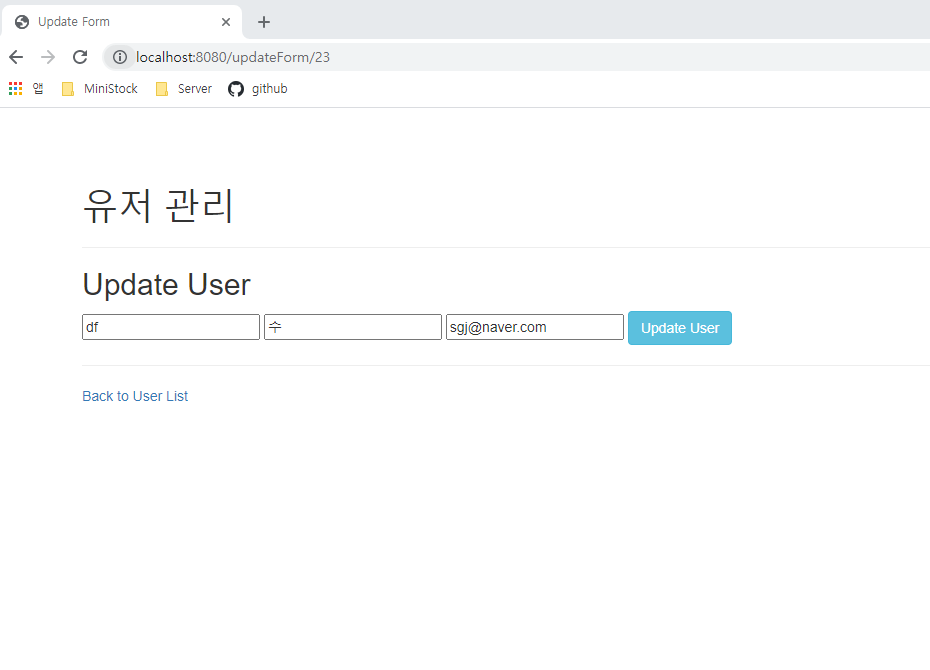 Update Form
localhost:8080/updateForm/23
앱 MiniStock Server github
유저 관리
Update User
df 수 sgj@naver.com Update User
Back to User List